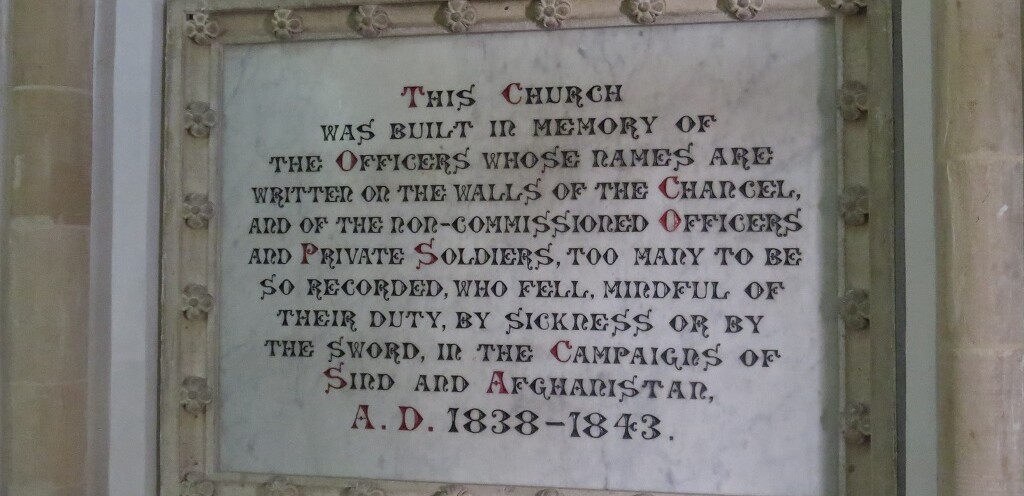 This Church
was built in memory of
the Officers whose names are
written on the walls of the Chancel,
and of the non-commissioned Officers
and Private Soldiers, too many to be
so recorded, who fell, mindful of
their duty, by sickness or by
the sword, in the Campaigns of
Sind and Afghanistan,
A. D. 1838-1843.